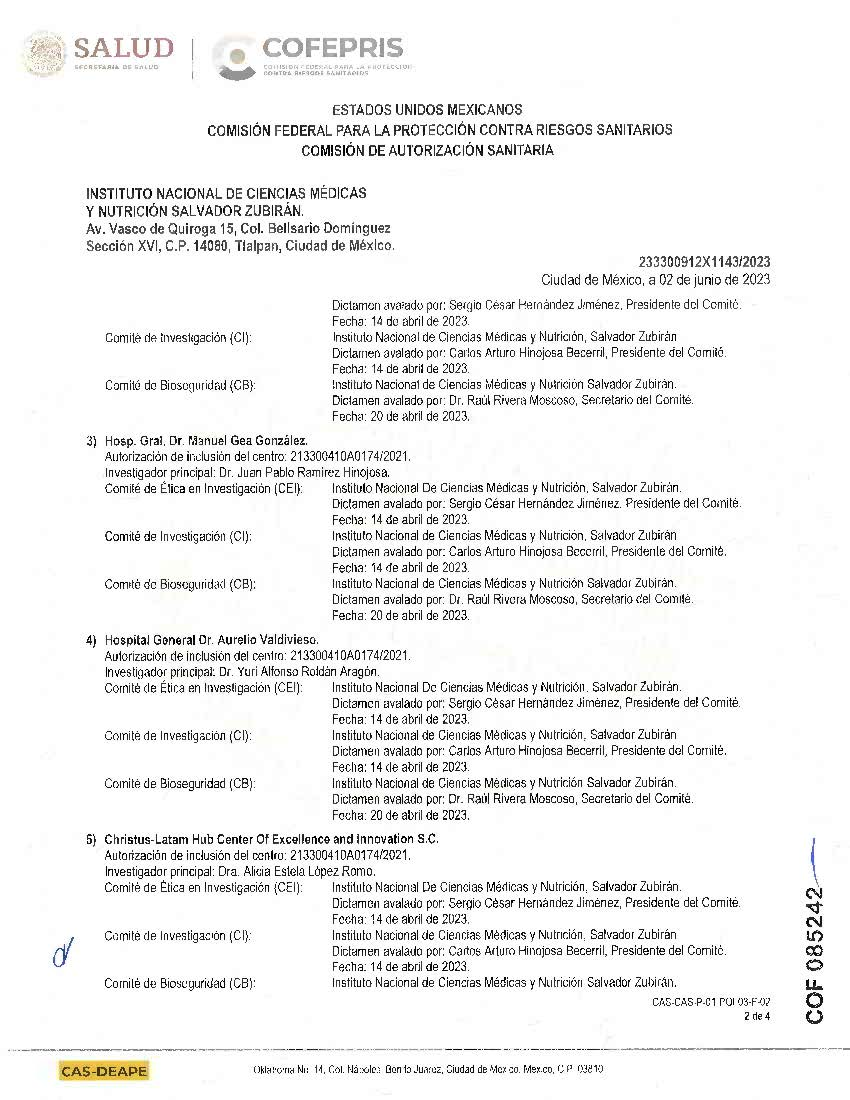 SALUD
SECRETARÍA DE SALUD
COFEPRIS
COMISIÓN FEDERAL PARA LA PROTECCIÓN
CONTRA RIESGOS SANITARIOS
ESTADOS UNIDOS MEXICANOS
COMISIÓN FEDERAL PARA LA PROTECCIÓN CONTRA RIESGOS SANITARIOS
COMISIÓN DE AUTORIZACIÓN SANITARIA
INSTITUTO NACIONAL DE CIENCIAS MÉDICAS
Y NUTRICIÓN SALVADOR ZUBIRÁN.
Av. Vasco de Quiroga 15, Col. Belisario Domínguez
Sección XVI, C.P. 14080, Tlalpan, Ciudad de México.
233300912X1143/2023
Ciudad de México, a 02 de junio de 2023
Dictamen avalado por: Sergio César Hernández Jiménez, Presidente del Comité.
Fecha: 14 de abril de 2023.
Comité de Investigación (CI): Instituto Nacional de Ciencias Médicas y Nutrición, Salvador Zubirán
Dictamen avalado por: Carlos Arturo Hinojosa Becerril, Presidente del Comité.
Fecha: 14 de abril de 2023.
Comité de Bioseguridad (CB): Instituto Nacional de Ciencias Médicas y Nutrición Salvador Zubirán.
Dictamen avalado por: Dr. Raúl Rivera Moscoso, Secretario del Comité.
Fecha: 20 de abril de 2023.
3) Hosp. Gral. Dr. Manuel Gea González.
Autorización de inclusión del centro: 213300410A0174/2021.
Investigador principal: Dr. Juan Pablo Ramírez Hinojosa.
Comité de Ética en Investigación (CEI): Instituto Nacional De Ciencias Médicas y Nutrición, Salvador Zubirán.
Dictamen avalado por: Sergio César Hernández Jiménez, Presidente del Comité.
Fecha: 14 de abril de 2023.
Comité de Investigación (CI): Instituto Nacional de Ciencias Médicas y Nutrición, Salvador Zubirán
Dictamen avalado por: Carlos Arturo Hinojosa Becerril, Presidente del Comité.
Fecha: 14 de abril de 2023.
Comité de Bioseguridad (CB): Instituto Nacional de Ciencias Médicas y Nutrición Salvador Zubirán.
Dictamen avalado por: Dr. Raúl Rivera Moscoso, Secretario del Comité.
Fecha: 20 de abril de 2023.
4) Hospital General Dr. Aurelio Valdivieso.
Autorización de inclusión del centro: 213300410A0174/2021.
Investigador principal: Dr. Yuri Alfonso Roldán Aragón.
Comité de Ética en Investigación (CEI): Instituto Nacional De Ciencias Médicas y Nutrición, Salvador Zubirán.
Dictamen avalado por: Sergio César Hernández Jiménez, Presidente del Comité.
Fecha: 14 de abril de 2023.
Comité de Investigación (CI): Instituto Nacional de Ciencias Médicas y Nutrición, Salvador Zubirán
Dictamen avalado por: Carlos Arturo Hinojosa Becerril, Presidente del Comité.
Fecha: 14 de abril de 2023.
Comité de Bioseguridad (CB): Instituto Nacional de Ciencias Médicas y Nutrición Salvador Zubirán.
Dictamen avalado por: Dr. Raúl Rivera Moscoso, Secretario del Comité.
Fecha: 20 de abril de 2023.
5) Christus-Latam Hub Center Of Excellence and Innovation S.C.
Autorización de inclusión del centro: 213300410A0174/2021.
Investigador principal: Dra. Alicia Estela López Romo.
Comité de Ética en Investigación (CEI): Instituto Nacional De Ciencias Médicas y Nutrición, Salvador Zubirán.
Dictamen avalado por: Sergio César Hernández Jiménez, Presidente del Comité.
Fecha: 14 de abril de 2023.
Comité de Investigación (CI): Instituto Nacional de Ciencias Médicas y Nutrición, Salvador Zubirán
Dictamen avalado por: Carlos Arturo Hinojosa Becerril, Presidente del Comité.
Fecha: 14 de abril de 2023.
Comité de Bioseguridad (CB): Instituto Nacional de Ciencias Médicas y Nutrición Salvador Zubirán.
CAS-CAS-P-01 POI 03-F-02
2 de 4
COF 085242
CAS-DEAPE
Oklahoma No. 14, Col. Nápoles, Benito Juárez, Ciudad de México, México, C.P. 03810